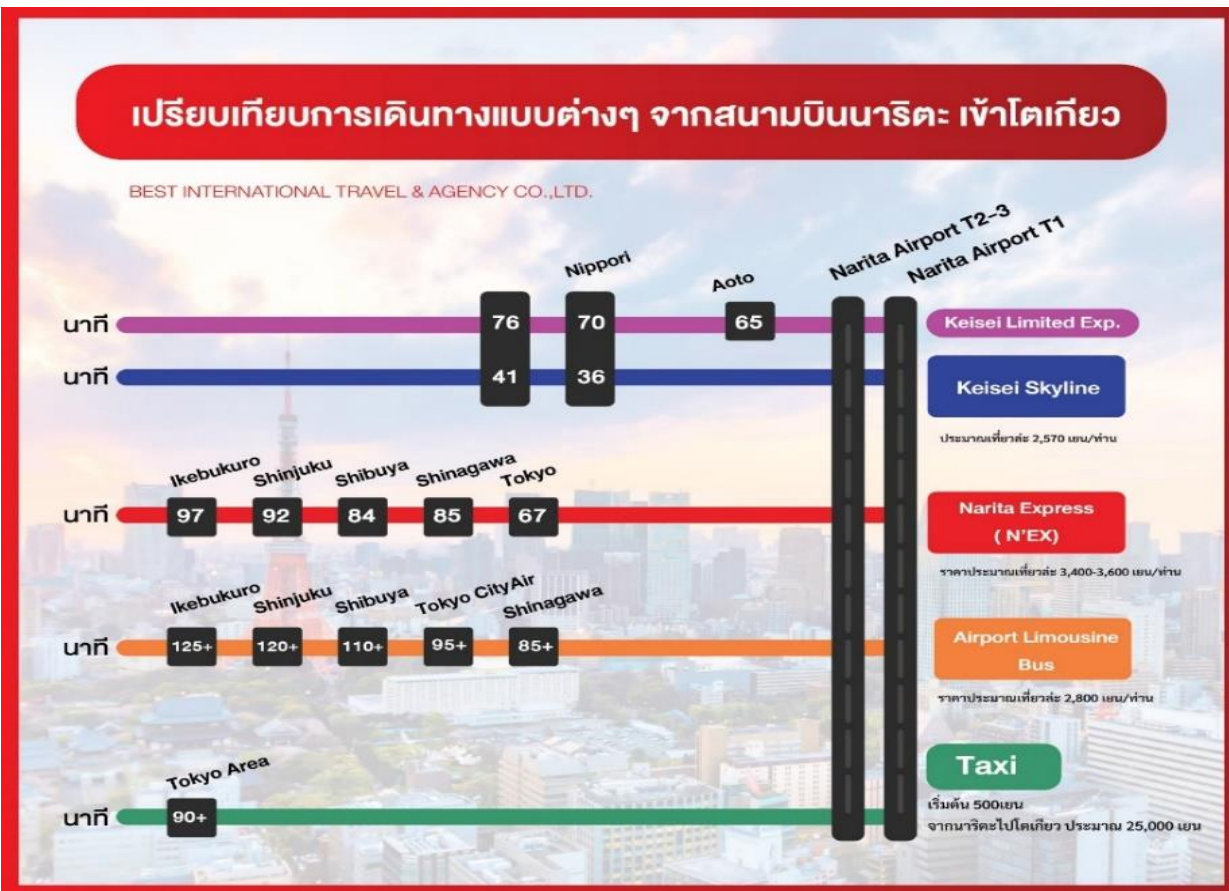 เปรียบเทียบการเดินทางแบบต่างๆ จากสนามบินนาริตะ เข้าโตเกียว
BEST INTERNATIONAL TRAVEL & AGENCY CO.,LTD.
Nippori
Aoto
Narita Airport T2-3
Narita Airport T1
นาที
76
70
65
Keisei Limited Exp.
นาที
41
36
Keisei Skyline
ประมาณเที่ยวล่ะ 2,570 เยน/ท่าน
Ikebukuro
Shinjuku
Shibuya
Shinagawa
Tokyo
นาที
97
92
84
85
67
Narita Express
( N'EX)
ราคาประมาณเที่ยวล่ะ 3,400-3,600 เยน/ท่าน
Ikebukuro
Shinjuku
Shibuya
Tokyo CityAir
Shinagawa
นาที
125+
120+
110+
95+
85+
Airport Limousine
Bus
ราคาประมาณเที่ยวล่ะ 2,800 เยน/ท่าน
Tokyo Area
นาที
90+
Taxi
เริ่มต้น 500เยน
จากนาริตะไปโตเกียว ประมาณ 25,000 เยน